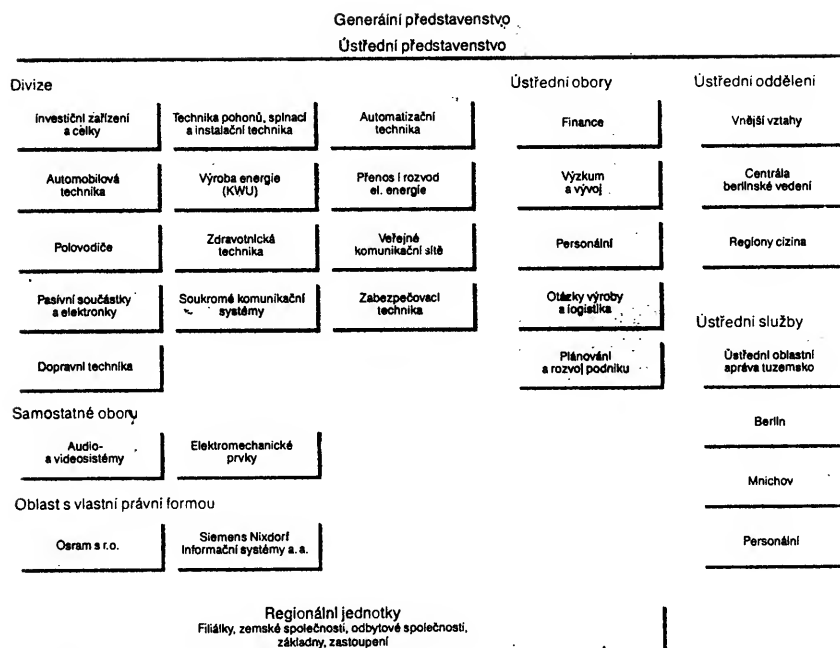 Generální představenstvo
Ústřední představenstvo
Divize
Investiční zařízení
a celky
Technika pohonů, spínací
a instalační technika
Automatizační
technika
Automobilová
technika
Výroba energie
(KWU)
Přenos i rozvod
el. energie
Polovodiče
Zdravotnická
technika
Veřejné
komunikační sítě
Pasivní součástky
a elektronky
Soukromé komunikační
systémy
Zabezpečovací
technika
Dopravní technika
Samostatné obory
Audio-
a videosistémy
Elektromechanické
prvky
Oblast s vlastní právní formou
Osram s r.o.
Siemens Nixdorf
Informační systémy a. a.
Ústřední obory
Finance
Výzkum
a vývoj
Personální
Otázky výroby
a logistika
Plánování
a rozvoj podniku
Ústřední oddělení
Vnější vztahy
Centrála
berlínské vedení
Regiony cizina
Ústřední služby
Ústřední oblastní
apráva tuzemsko
Berlin
Mnichov
Personální
Regionální jednotky
Filiálky, zemské společnosti, odbytové společnosti,
základny, zastoupení